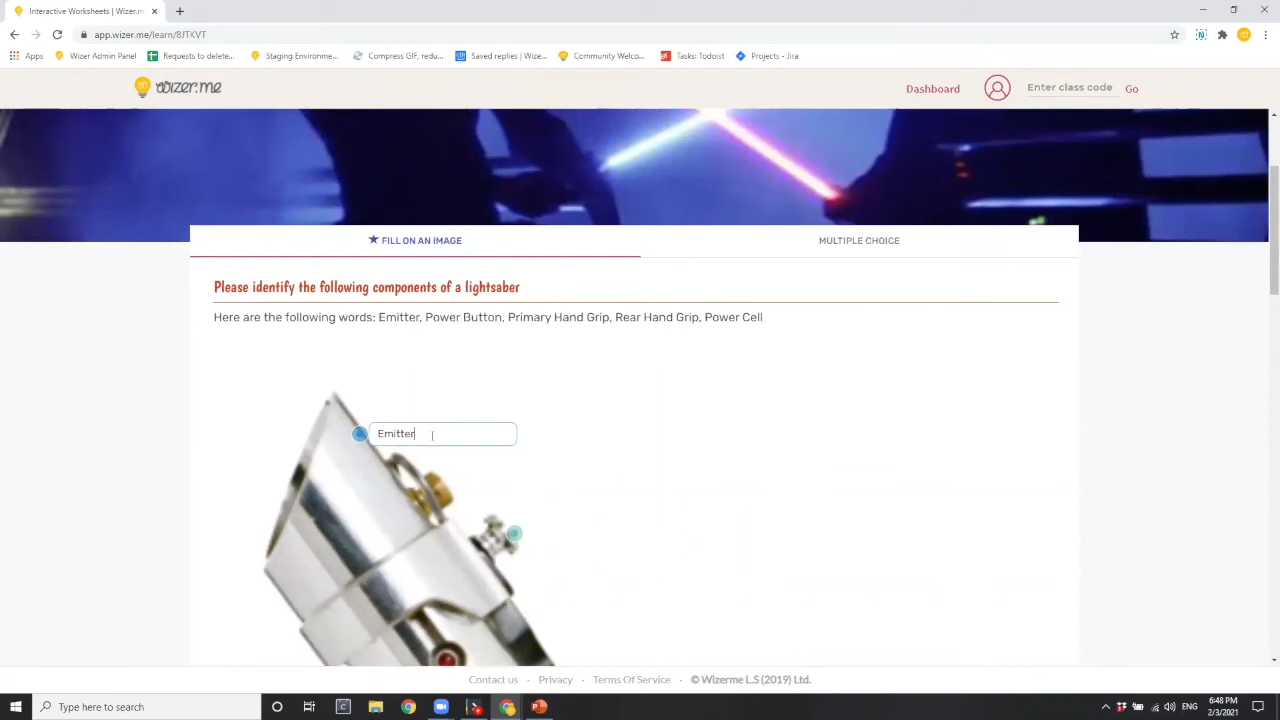 Interactive Worksheets | Wizer.m
app.wizer.me/learn/8JTKVT
Apps Wizer Admin Panel Requests to delete... Staging Environme... Compress GIF, redu... Saved replies | Wizer... Community Welco... Tasks: Todoist Projects - Jira
wizer.me Dashboard Enter class code Go
FILL ON AN IMAGE MULTIPLE CHOICE
Please identify the following components of a lightsaber
Here are the following words: Emitter, Power Button, Primary Hand Grip, Rear Hand Grip, Power Cell
Emitter
Contact us · Privacy · Terms Of Service · © Wizerme L.S (2019) Ltd.
Type here to search ENG 6:48 PM
2/3/2021